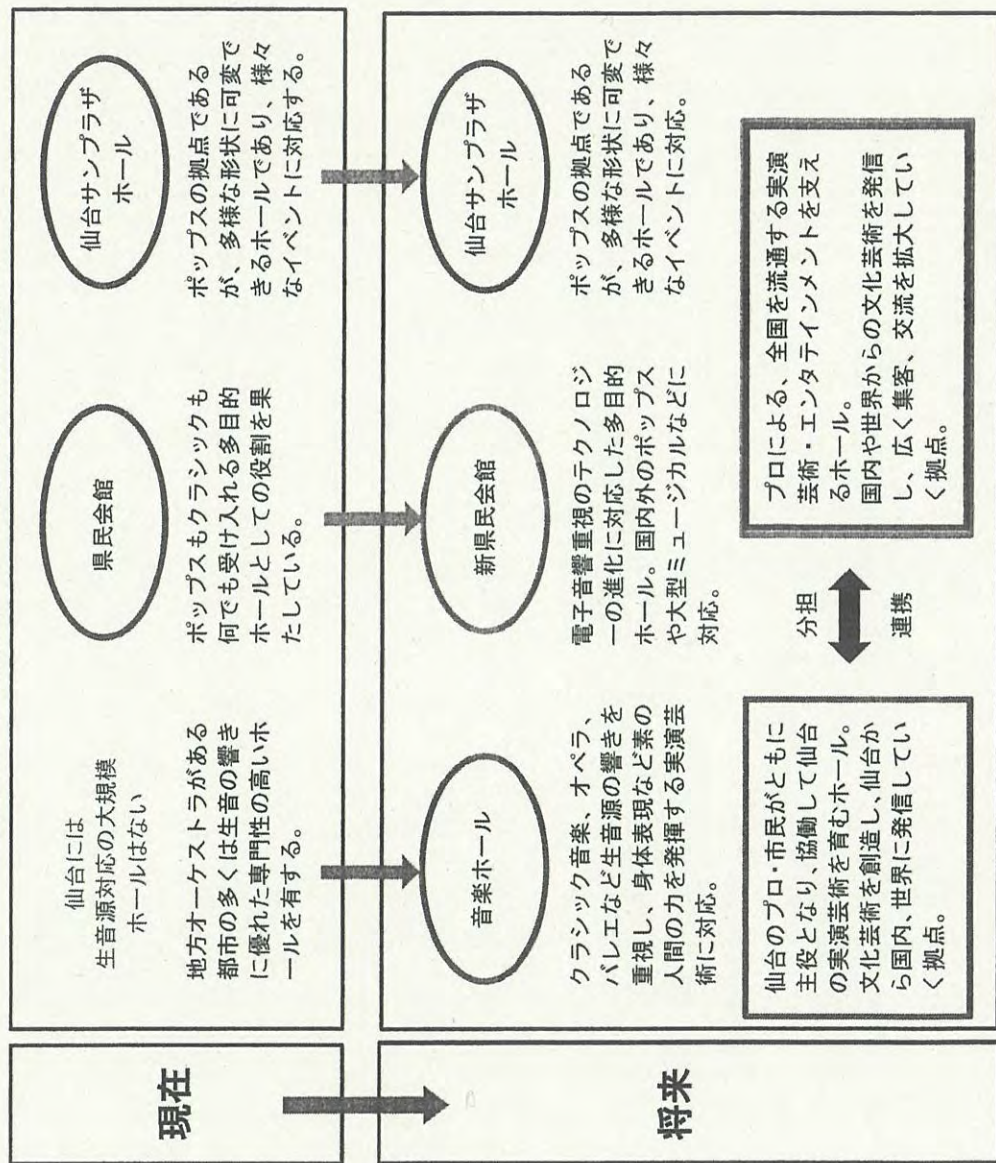 現在
仙台には
生音源対応の大規模
ホールはない
地方オーケストラがある
都市の多くは生音の響き
に優れた専門性の高いホ
ールを有する。
県民会館
ポップスもクラシックも
何でも受け入れる多目的
ホールとしての役割を果
たしている。
仙台サンプラザ
ホール
ポップスの拠点である
が、多様な形状に可変で
きるホールであり、様々
なイベントに対応する。
将来
音楽ホール
クラシック音楽、オペラ、
バレエなど生音源の響きを
重視し、身体表現など素の
人間の力を発揮する実演芸
術に対応。
新県民会館
電子音響重視のテクノロジ
ーの進化に対応した多目的
ホール。国内外のポップス
や大型ミュージカルなどに
対応。
仙台サンプラザ
ホール
ポップスの拠点である
が、多様な形状に可変で
きるホールであり、様々
なイベントに対応。
仙台のプロ・市民がともに
主役となり、協働して仙台
の実演芸術を育むホール。
文化芸術を創造し、仙台か
ら国内、世界に発信してい
く拠点。
分担
連携
プロによる、全国を流通する実演
芸術・エンタテインメントを支え
るホール。
国内や世界からの文化芸術を発信
し、広く集客、交流を拡大してい
く拠点。